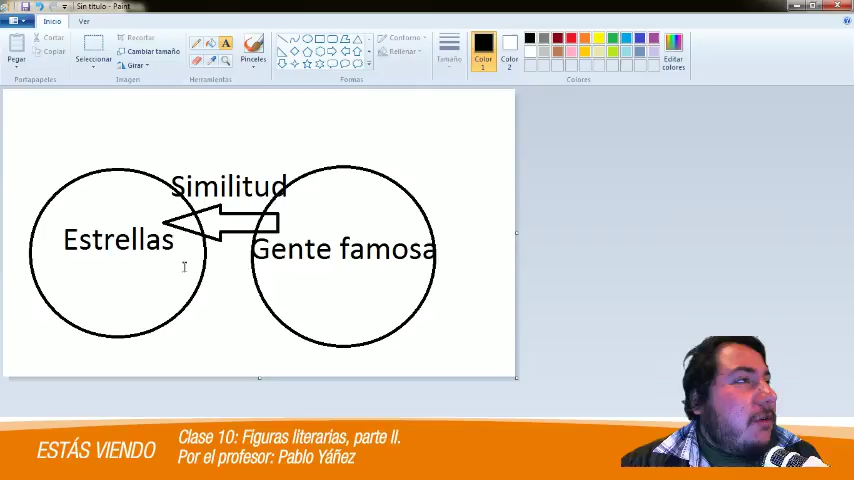 Sin título - Paint
Inicio
Ver
Pegar
Cortar
Copiar
Portapapeles
Seleccionar
Recortar
Cambiar tamaño
Girar
Imagen
A
Herramientas
Pinceles
Contorno
Rellenar
Formas
Tamaño
Color
1
Color
2
Colores
Editar
colores
Similitud
Estrellas
Gente famosa
ESTÁS VIENDO
Clase 10: Figuras literarias, parte II.
Por el profesor: Pablo Yáñez